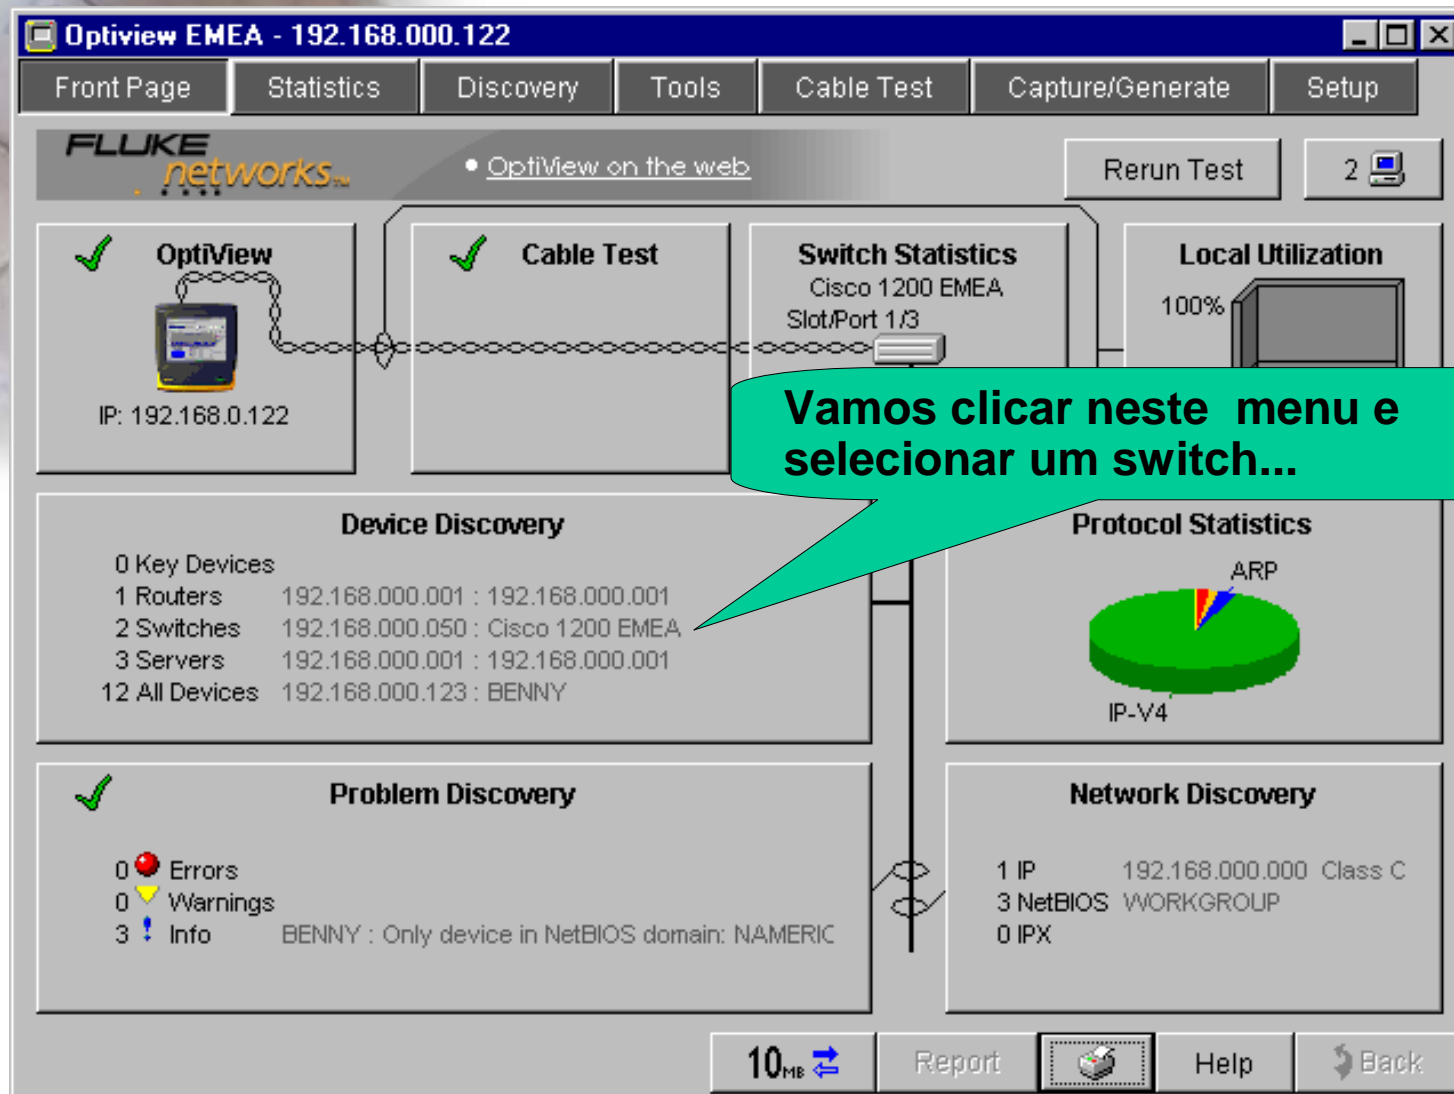 Optiview EMEA - 192.168.000.122
Front Page Statistics Discovery Tools Cable Test Capture/Generate Setup
FLUKE networks™
• OptiView on the web
Rerun Test
2
OptiView
IP: 192.168.0.122
Cable Test
Switch Statistics
Cisco 1200 EMEA
Slot/Port 1/3
Local Utilization
100%
Vamos clicar neste menu e
selecionar um switch...
Device Discovery
0 Key Devices
1 Routers 192.168.000.001 : 192.168.000.001
2 Switches 192.168.000.050 : Cisco 1200 EMEA
3 Servers 192.168.000.001 : 192.168.000.001
12 All Devices 192.168.000.123 : BENNY
Protocol Statistics
ARP
IP-V4
Problem Discovery
0 Errors
0 Warnings
3 Info BENNY : Only device in NetBIOS domain: NAMERIC
Network Discovery
1 IP 192.168.000.000 Class C
3 NetBIOS WORKGROUP
0 IPX
10MB Report Help Back